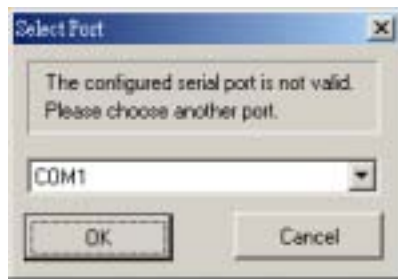 Select Port
The configured serial port is not valid.
Please choose another port.
COM1
OK
Cancel